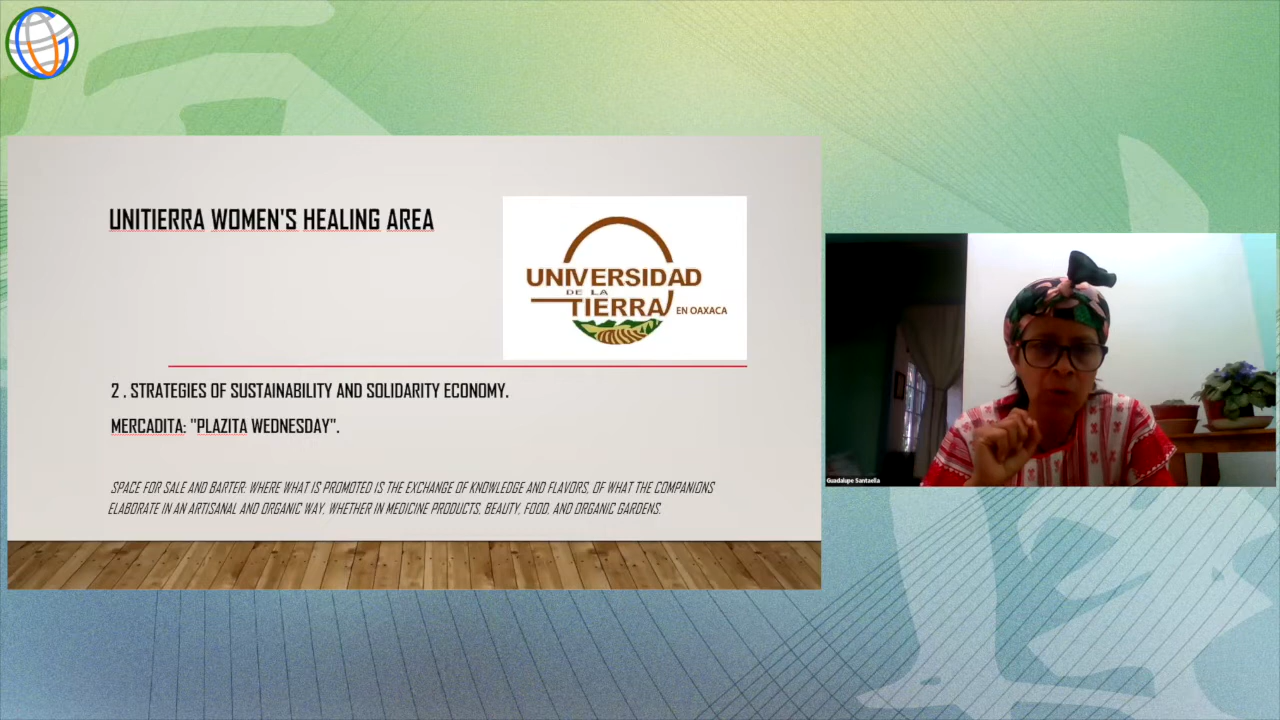 UNITIERRA WOMEN'S HEALING AREA
UNIVERSIDAD
DE LA
TIERRA
EN OAXACA
2 . STRATEGIES OF SUSTAINABILITY AND SOLIDARITY ECONOMY.
MERCADITA: "PLAZITA WEDNESDAY".
SPACE FOR SALE AND BARTER: WHERE WHAT IS PROMOTED IS THE EXCHANGE OF KNOWLEDGE AND FLAVORS, OF WHAT THE COMPANIONS
ELABORATE IN AN ARTISANAL AND ORGANIC WAY, WHETHER IN MEDICINE PRODUCTS, BEAUTY, FOOD, AND ORGANIC GARDENS.
Guadalupe Santaella